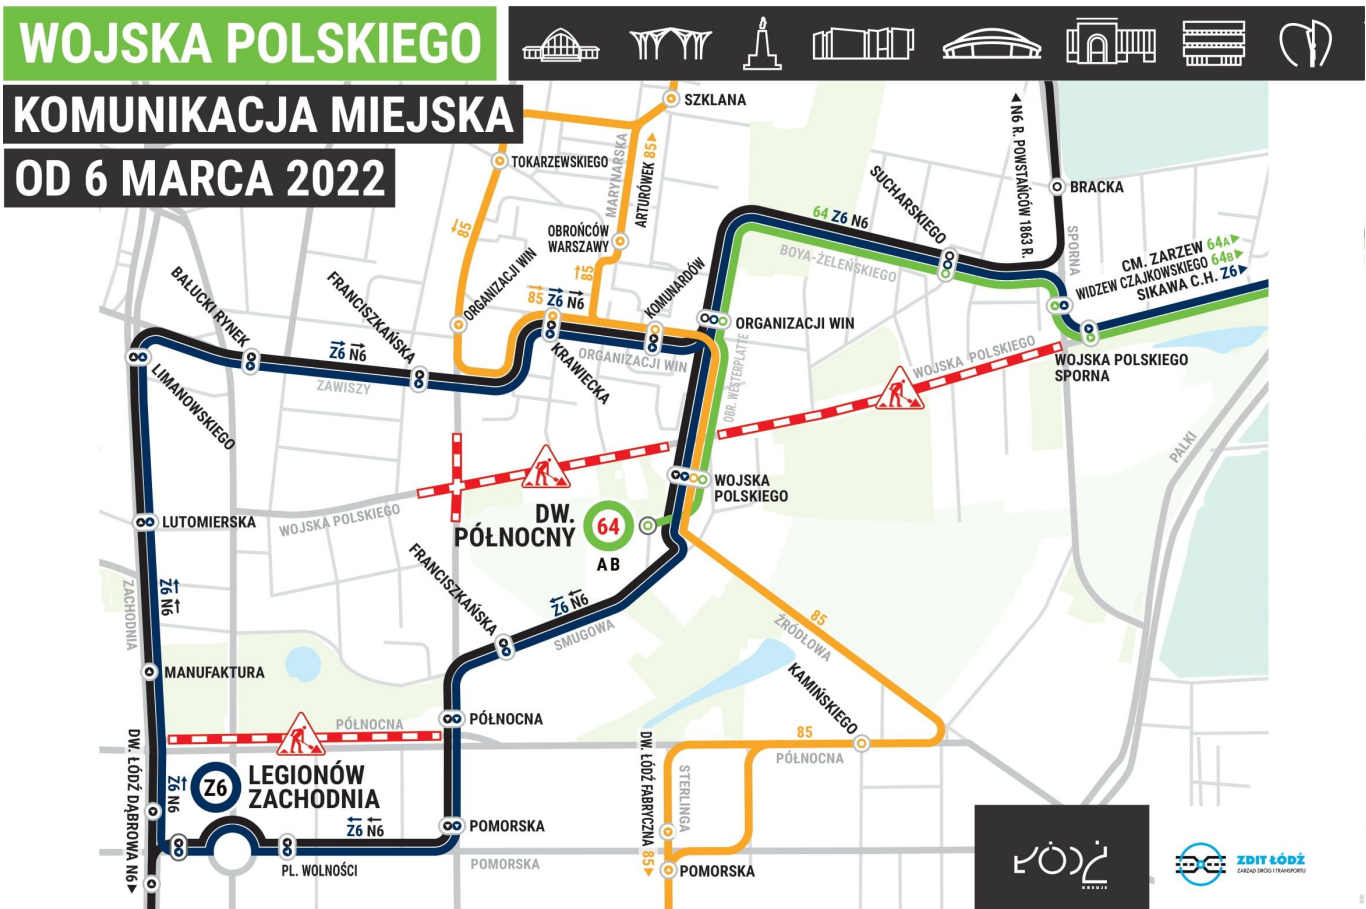 WOJSKA POLSKIEGO
KOMUNIKACJA MIEJSKA
OD 6 MARCA 2022
SZKLANA
TOKARZEWSKIEGO
MARYNARSKA
ARTURÓWEK 85
N6 R. POWSTAŃCÓW 1863 R.
BRACKA
SUCHARSKIEGO
64 Z6 N6
BOYA-ŻELEŃSKIEGO
SPORNA
85
OBROŃCÓW
WARSZAWY
ORGANIZACJI WIN
85
85 Z6 N6
KOMUNARDÓW
CM. ZARZEW 64A
WIDZEW CZAJKOWSKIEGO 64B
SIKAWA C.H. Z6
BAŁUCKI RYNEK
FRANCISZKAŃSKA
Z6 N6
ZAWISZY
LIMANOWSKIEGO
KRAWIECKA
ORGANIZACJI WIN
ORGANIZACJI WIN
OBR. WESTERPLATTE
WOJSKA POLSKIEGO
WOJSKA POLSKIEGO
SPORNA
PALKI
WOJSKA
POLSKIEGO
LUTOMIERSKA
WOJSKA POLSKIEGO
DW.
PÓŁNOCNY
64
A B
FRANCISZKAŃSKA
Z6 N6
SMUGOWA
ZACHODNIA
Z6 N6
85
ŹRÓDŁOWA
MANUFAKTURA
KAMIŃSKIEGO
PÓŁNOCNA
PÓŁNOCNA
85
PÓŁNOCNA
DW. ŁÓDŹ DĄBROWA N6
Z6 N6
Z6
LEGIONÓW
ZACHODNIA
DW. ŁÓDŹ FABRYCZNA 85
STERLINGA
Z6 N6
POMORSKA
PL. WOLNOŚCI
POMORSKA
POMORSKA
ŁÓDŹ
KREUJE
ZDIT ŁÓDŹ
ZARZĄD DRÓG I TRANSPORTU